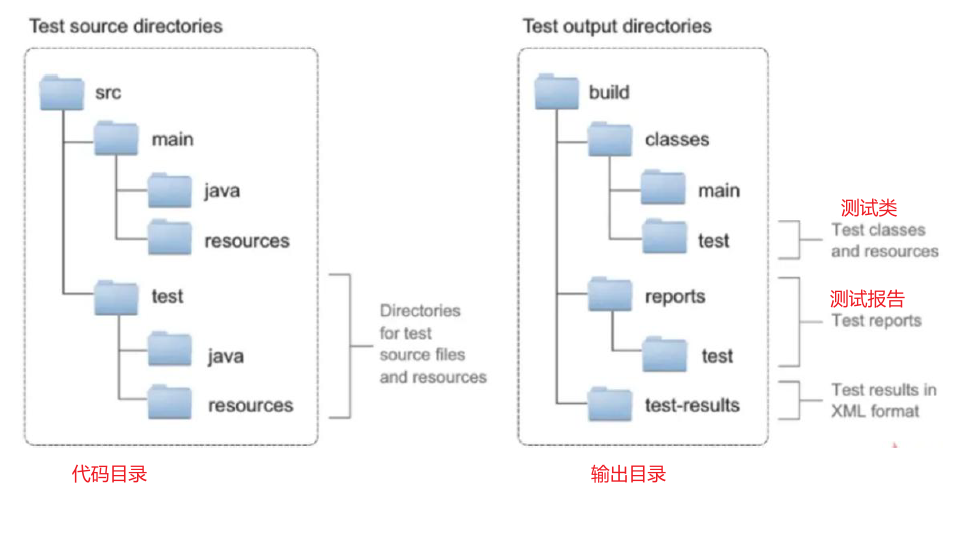 Test source directories
src
main
java
resources
test
java
resources
Directories
for test
source files
and resources
代码目录
Test output directories
build
classes
main
test
reports
test
test-results
测试类
Test classes
and resources
测试报告
Test reports
Test results in
XML format
输出目录